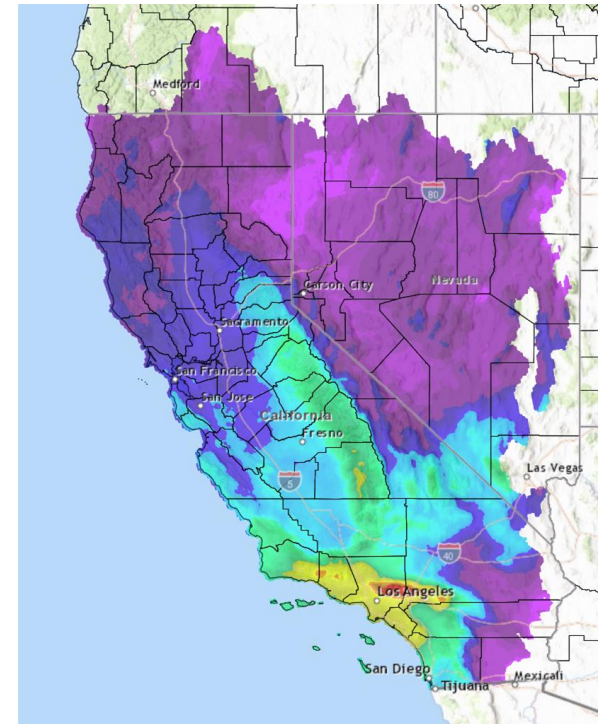 Medford
80
Carson City
Nevada
Sacramento
San Francisco
San Jose
California
Fresno
Las Vegas
5
40
Los Angeles
San Diego
Tijuana
Mexicali